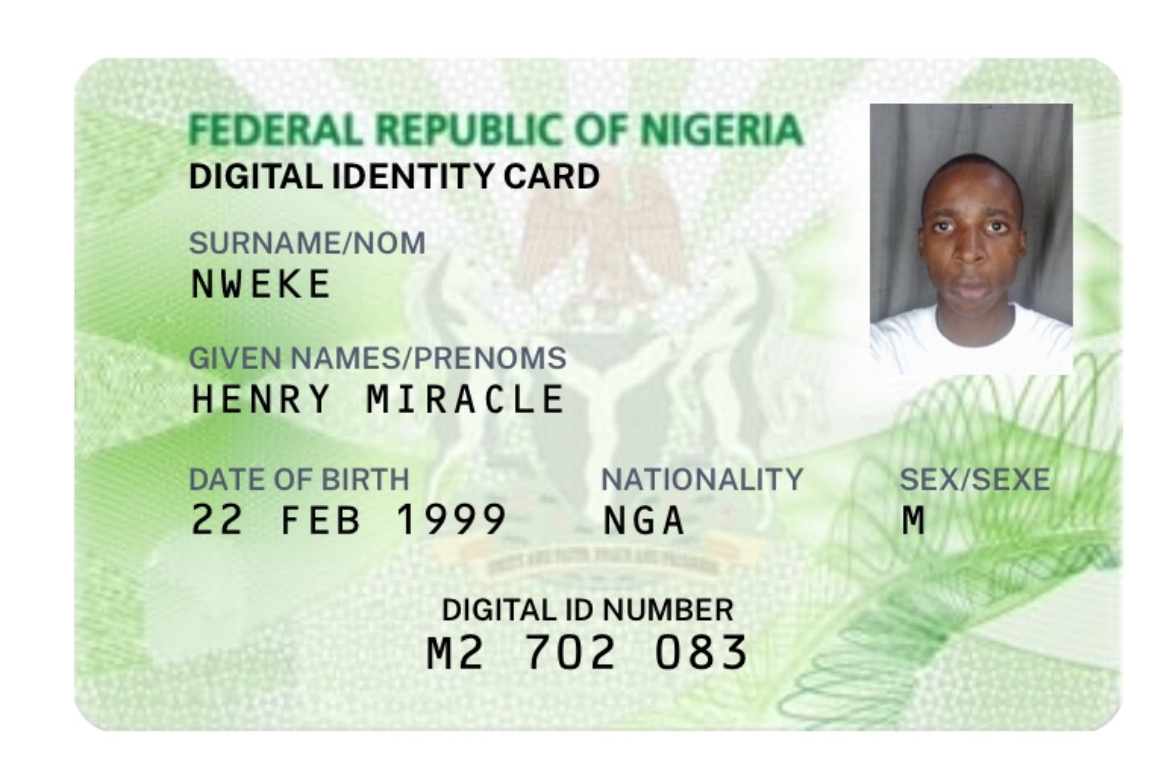 FEDERAL REPUBLIC OF NIGERIA
DIGITAL IDENTITY CARD
SURNAME/NOM
NWEKE
GIVEN NAMES/PRENOMS
HENRY MIRACLE
DATE OF BIRTH NATIONALITY SEX/SEXE
22 FEB 1999 NGA M
DIGITAL ID NUMBER
M2 702 083